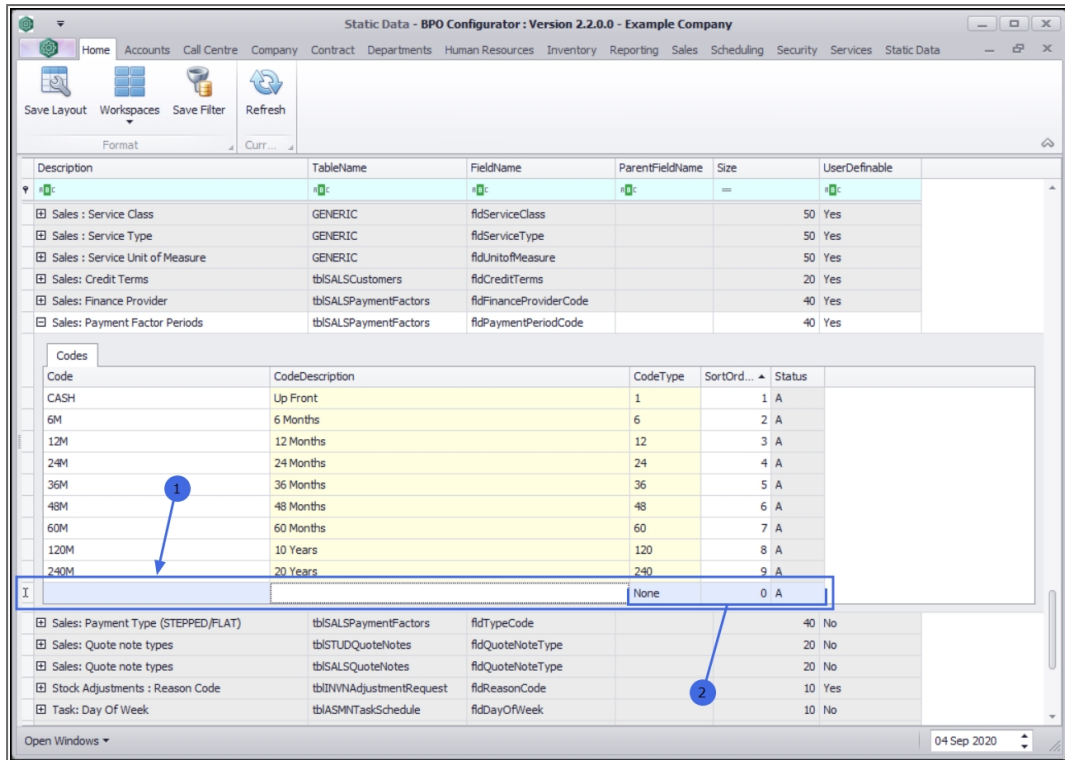 Static Data - BPO Configurator : Version 2.2.0.0 - Example Company
Home Accounts Call Centre Company Contract Departments Human Resources Inventory Reporting Sales Scheduling Security Services Static Data
Save Layout Workspaces Save Filter Refresh
Format Curr...
Description TableName FieldName ParentFieldName Size UserDefinable
Sales : Service Class GENERIC fldServiceClass 50 Yes
Sales : Service Type GENERIC fldServiceType 50 Yes
Sales : Service Unit of Measure GENERIC fldUnitofMeasure 50 Yes
Sales: Credit Terms tblSALSCustomers fldCreditTerms 20 Yes
Sales: Finance Provider tblSALSPaymentFactors fldFinanceProviderCode 40 Yes
Sales: Payment Factor Periods tblSALSPaymentFactors fldPaymentPeriodCode 40 Yes
Codes
Code CodeDescription CodeType SortOrd... Status
CASH Up Front 1 1 A
6M 6 Months 6 2 A
12M 12 Months 12 3 A
24M 24 Months 24 4 A
36M 36 Months 36 5 A
1
48M 48 Months 48 6 A
60M 60 Months 60 7 A
120M 10 Years 120 8 A
240M 20 Years 240 9 A
None 0 A
Sales: Payment Type (STEPPED/FLAT) tblSALSPaymentFactors fldTypeCode 40 No
Sales: Quote note types tblSTUDQuoteNotes fldQuoteNoteType 20 No
Sales: Quote note types tblSALSQuoteNotes fldQuoteNoteType 20 No
Stock Adjustments : Reason Code tblINVNAdjustmentRequest fldReasonCode 10 Yes
2
Task: Day Of Week tblASMNTaskSchedule fldDayOfWeek 10 No
Open Windows 04 Sep 2020